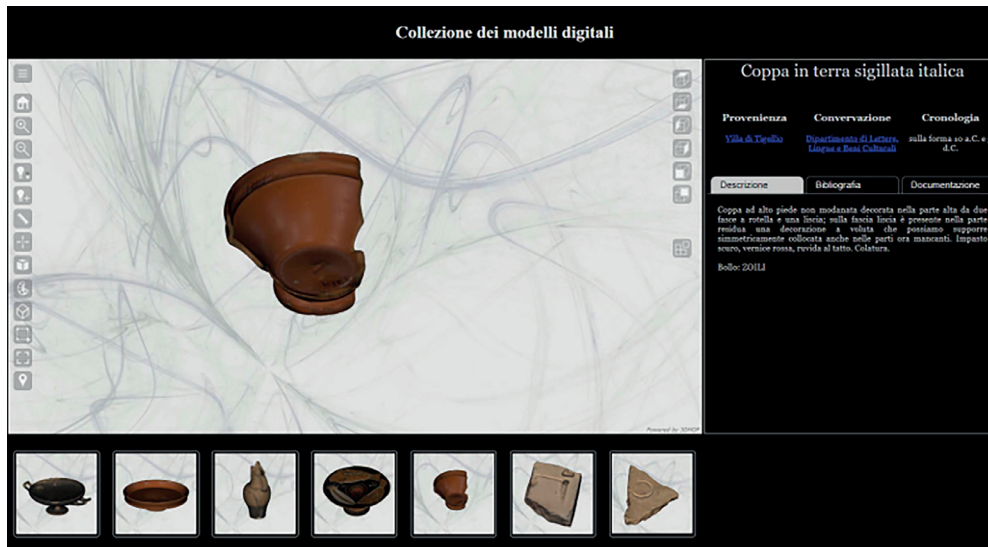 Collezione dei modelli digitali
Coppa in terra sigillata italica
Provenienza Convervazione Cronologia
Villa di Tigellio Dipartimento di Lettere, Lingue e Beni Culturali sulla forma 10 a.C. e d.C.
Descrizione Bibliografia Documentazione
Coppa ad alto piede non modanata decorata nella parte alta da due
fasce a rotella e una liscia; sulla fascia liscia è presente nella parte
residua una decorazione a voluta che possiamo supporre
simmetricamente collocata anche nelle parti ora mancanti. Impasto
scuro, vernice rossa, ruvida al tatto. Colatura.
Bollo: ZOILI
Powered by 3DHOP